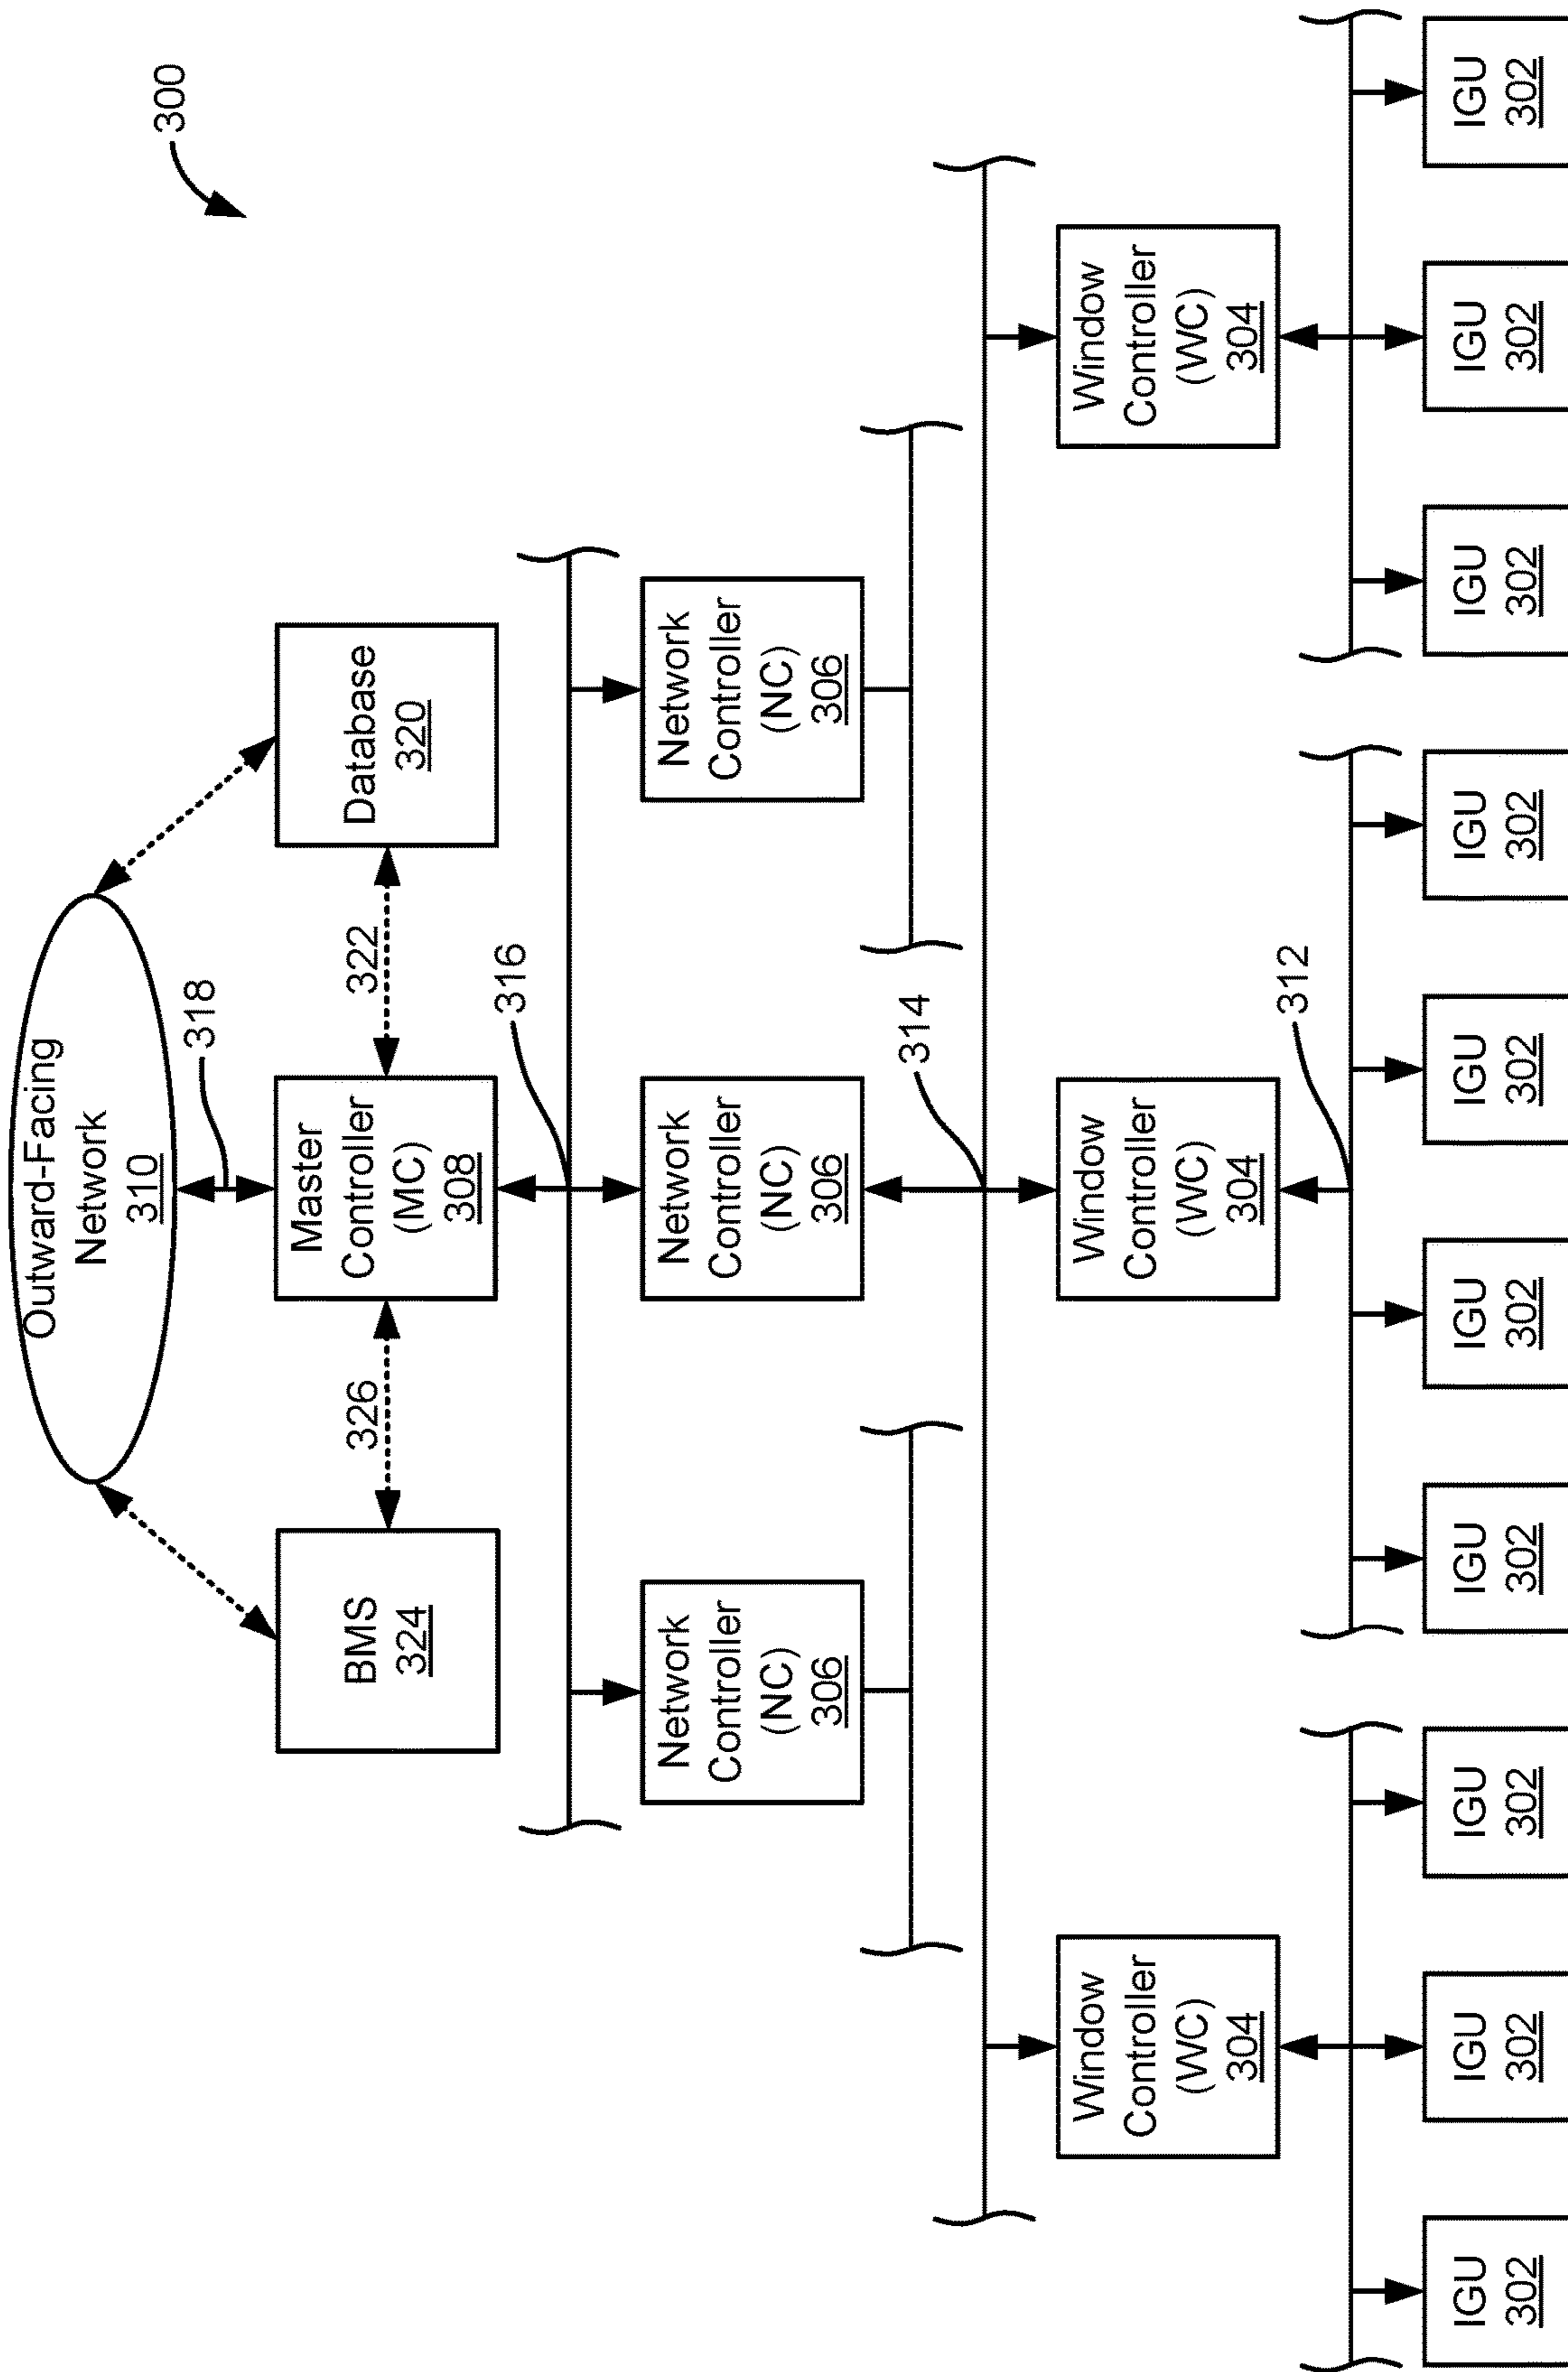 Outward-Facing
Network
310
300
318
BMS
324
326
Master
Controller
(MC)
308
322
Database
320
316
Network
Controller
(NC)
306
Network
Controller
(NC)
306
Network
Controller
(NC)
306
314
Window
Controller
(WC)
304
Window
Controller
(WC)
304
Window
Controller
(WC)
304
312
IGU
302
IGU
302
IGU
302
IGU
302
IGU
302
IGU
302
IGU
302
IGU
302
IGU
302
IGU
302